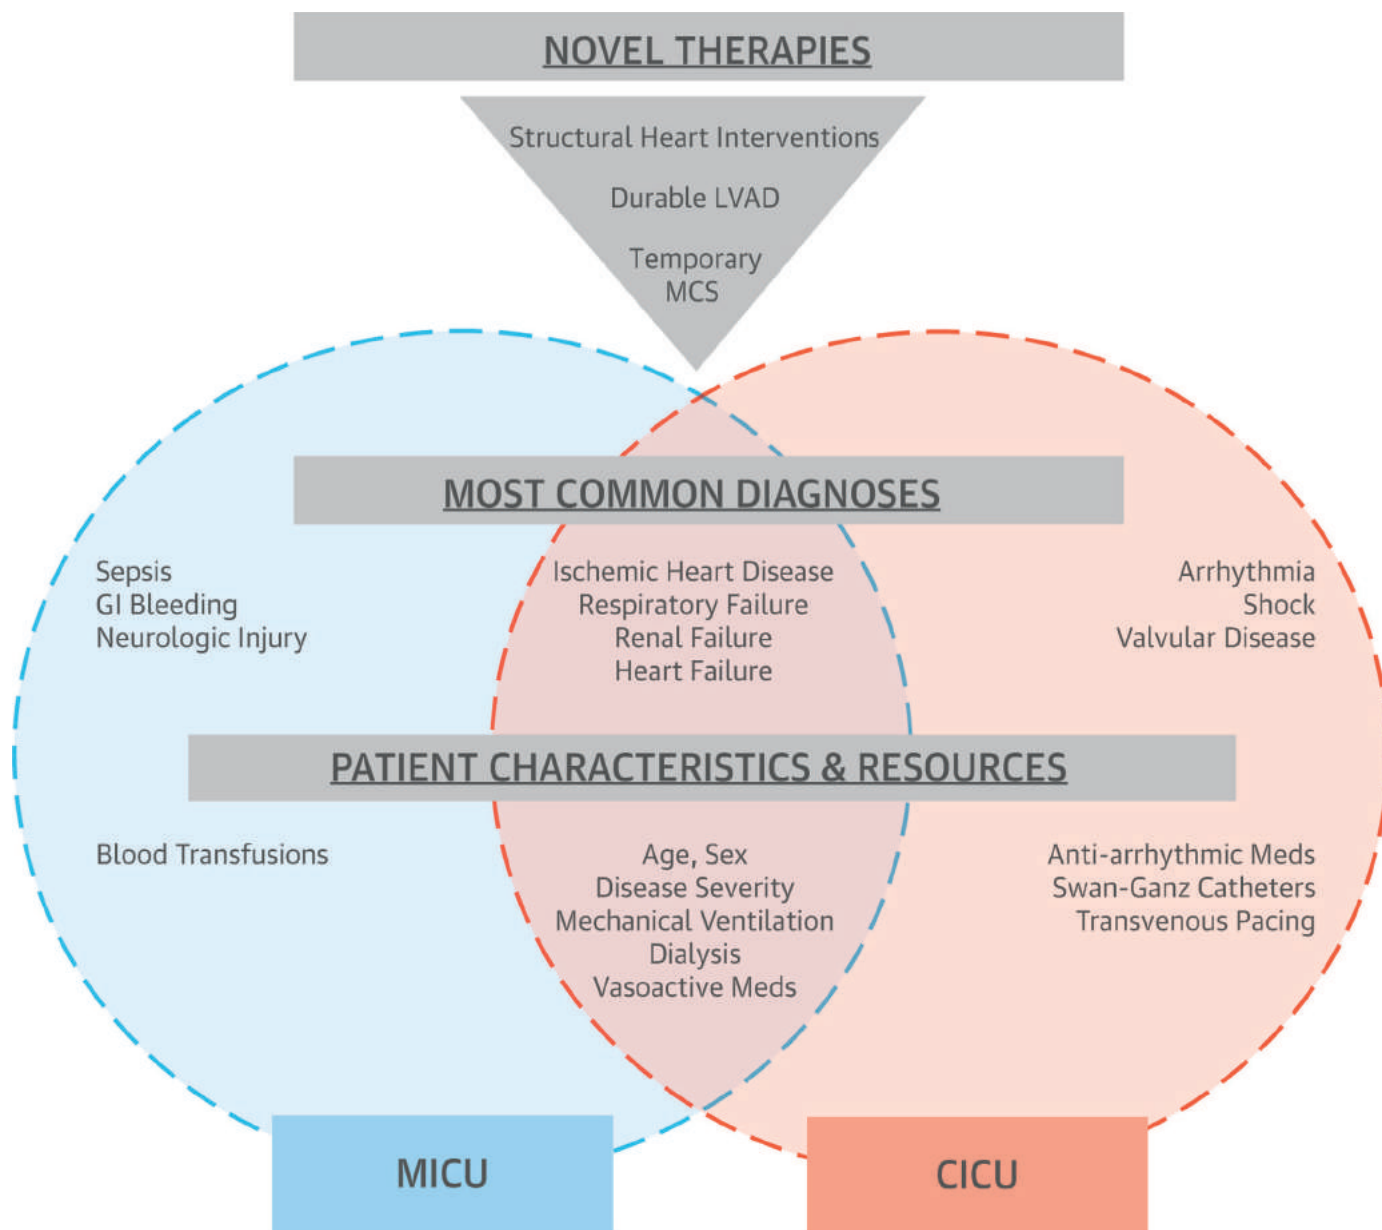 NOVEL THERAPIES
Structural Heart Interventions
Durable LVAD
Temporary
MCS
MOST COMMON DIAGNOSES
Sepsis
GI Bleeding
Neurologic Injury
Ischemic Heart Disease
Respiratory Failure
Renal Failure
Heart Failure
Arrhythmia
Shock
Valvular Disease
PATIENT CHARACTERISTICS & RESOURCES
Blood Transfusions
Age, Sex
Disease Severity
Mechanical Ventilation
Dialysis
Vasoactive Meds
Anti-arrhythmic Meds
Swan-Ganz Catheters
Transvenous Pacing
MICU
CICU